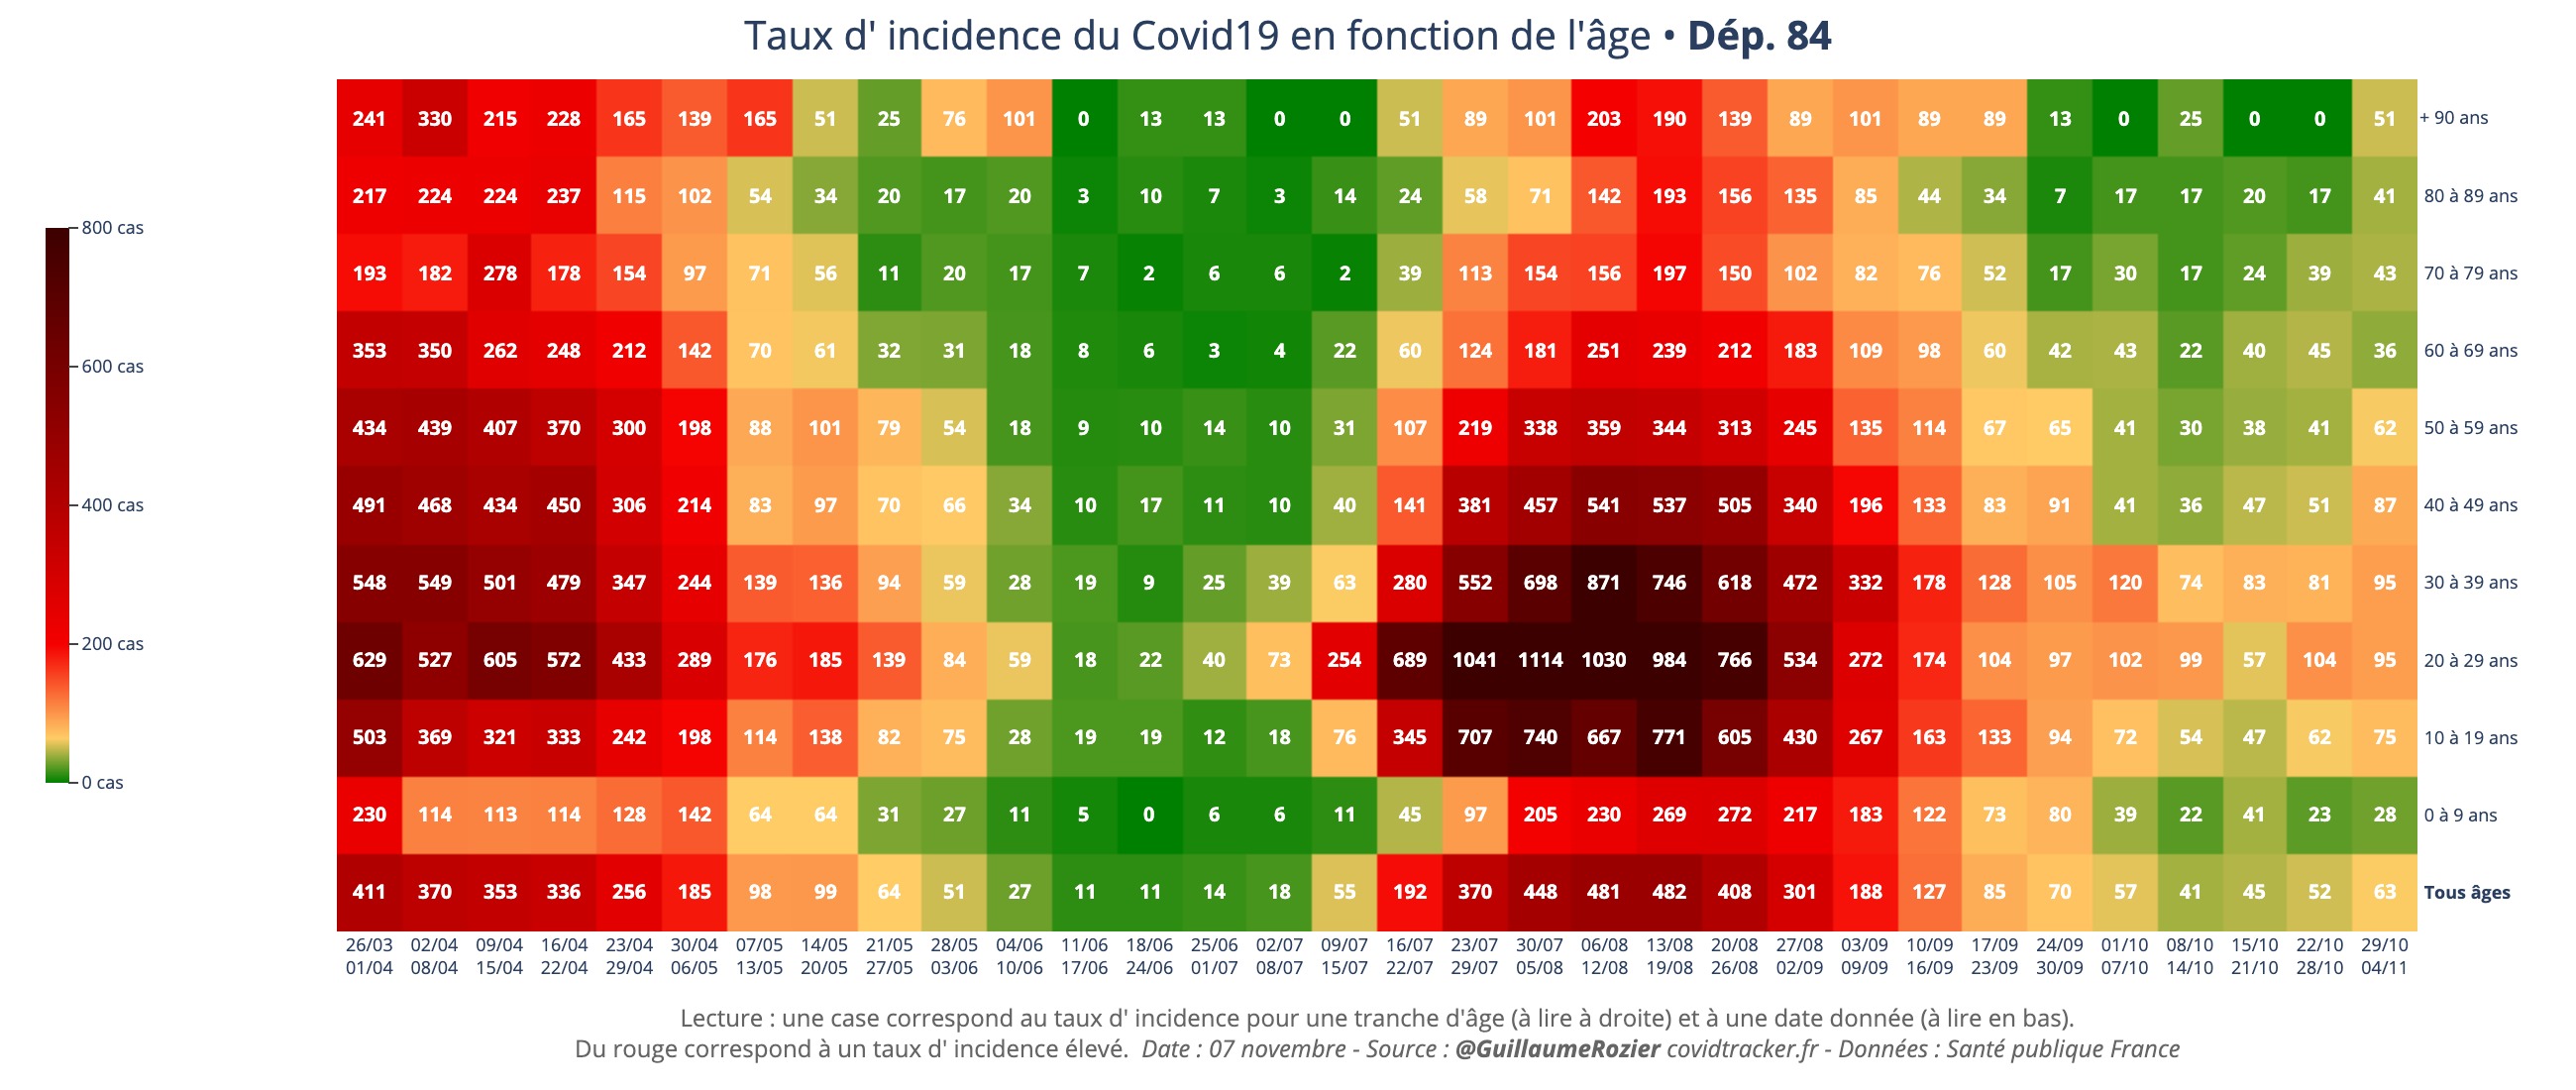 Taux d' incidence du Covid19 en fonction de l'âge • Dép. 84
241 330 215 228 165 139 165 51 25 76 101 0 13 13 0 0 51 89 101 203 190 139 89 101 89 89 13 0 25 0 0 51 + 90 ans
217 224 224 237 115 102 54 34 20 17 20 3 10 7 3 14 24 58 71 142 193 156 135 85 44 34 7 17 17 20 17 41 80 à 89 ans
800 cas
193 182 278 178 154 97 71 56 11 20 17 7 2 6 6 2 39 113 154 156 197 150 102 82 76 52 17 30 17 24 39 43 70 à 79 ans
353 350 262 248 212 142 70 61 32 31 18 8 6 3 4 22 60 124 181 251 239 212 183 109 98 60 42 43 22 40 45 36 60 à 69 ans
600 cas
434 439 407 370 300 198 88 101 79 54 18 9 10 14 10 31 107 219 338 359 344 313 245 135 114 67 65 41 30 38 41 62 50 à 59 ans
400 cas
491 468 434 450 306 214 83 97 70 66 34 10 17 11 10 40 141 381 457 541 537 505 340 196 133 83 91 41 36 47 51 87 40 à 49 ans
548 549 501 479 347 244 139 136 94 59 28 19 9 25 39 63 280 552 698 871 746 618 472 332 178 128 105 120 74 83 81 95 30 à 39 ans
200 cas
629 527 605 572 433 289 176 185 139 84 59 18 22 40 73 254 689 1041 1114 1030 984 766 534 272 174 104 97 102 99 57 104 95 20 à 29 ans
503 369 321 333 242 198 114 138 82 75 28 19 19 12 18 76 345 707 740 667 771 605 430 267 163 133 94 72 54 47 62 75 10 à 19 ans
0 cas
230 114 113 114 128 142 64 64 31 27 11 5 0 6 6 11 45 97 205 230 269 272 217 183 122 73 80 39 22 41 23 28 0 à 9 ans
411 370 353 336 256 185 98 99 64 51 27 11 11 14 18 55 192 370 448 481 482 408 301 188 127 85 70 57 41 45 52 63 Tous âges
26/03 02/04 09/04 16/04 23/04 30/04 07/05 14/05 21/05 28/05 04/06 11/06 18/06 25/06 02/07 09/07 16/07 23/07 30/07 06/08 13/08 20/08 27/08 03/09 10/09 17/09 24/09 01/10 08/10 15/10 22/10 29/10
01/04 08/04 15/04 22/04 29/04 06/05 13/05 20/05 27/05 03/06 10/06 17/06 24/06 01/07 08/07 15/07 22/07 29/07 05/08 12/08 19/08 26/08 02/09 09/09 16/09 23/09 30/09 07/10 14/10 21/10 28/10 04/11
Lecture : une case correspond au taux d' incidence pour une tranche d'âge (à lire à droite) et à une date donnée (à lire en bas).
Du rouge correspond à un taux d' incidence élevé. Date : 07 novembre - Source : @GuillaumeRozier covidtracker.fr - Données : Santé publique France